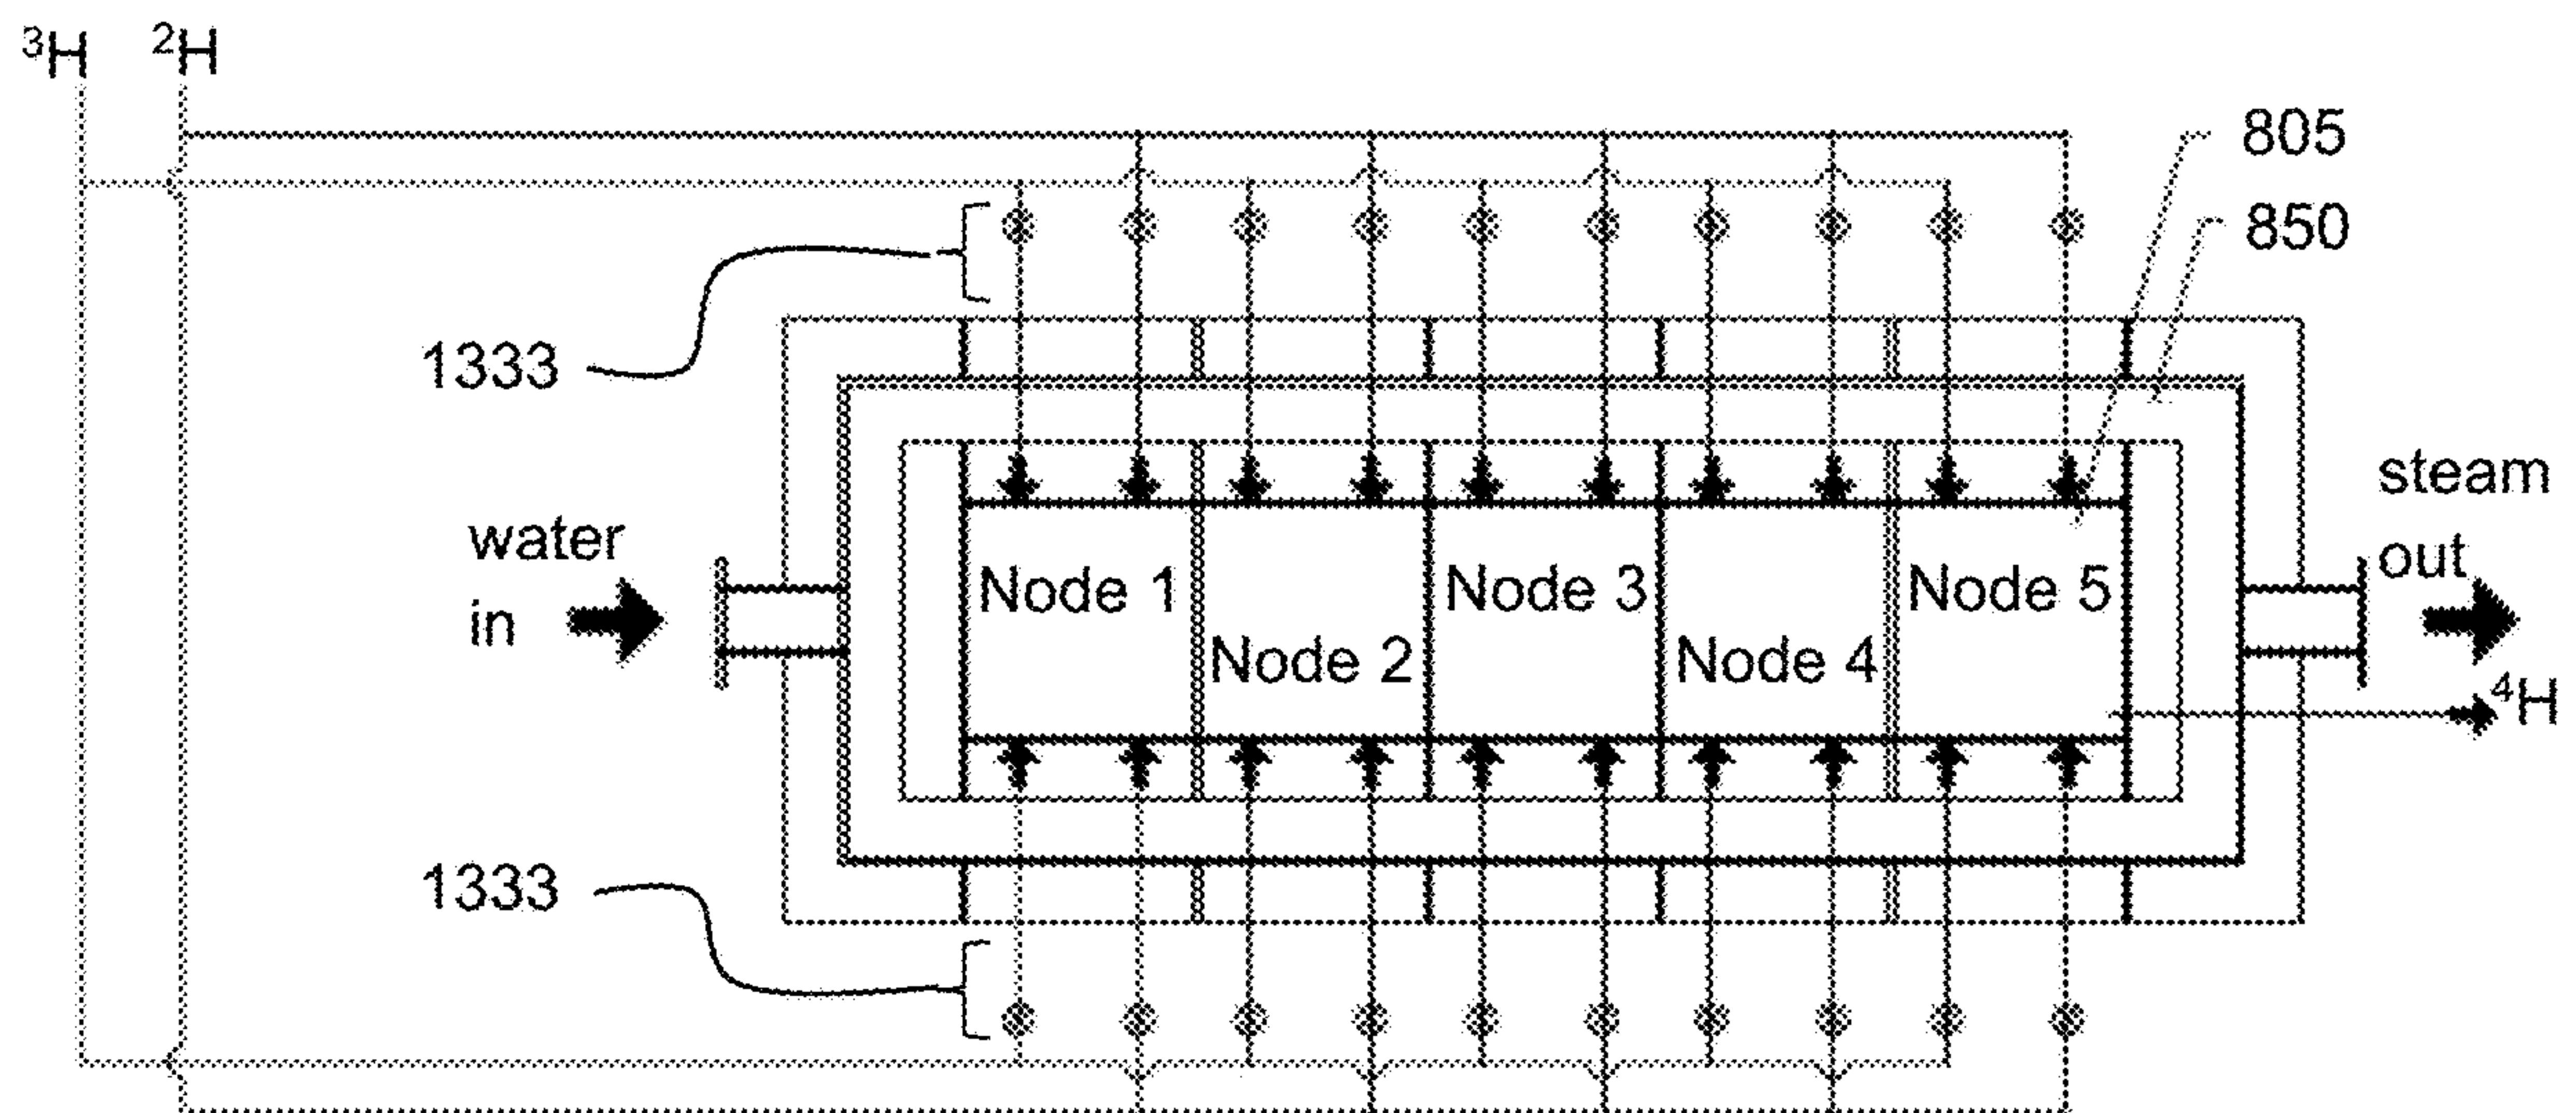 ³H ²H
805
850
1333
steam
out
water
in
Node 1
Node 2
Node 3
Node 4
Node 5
⁴H
1333